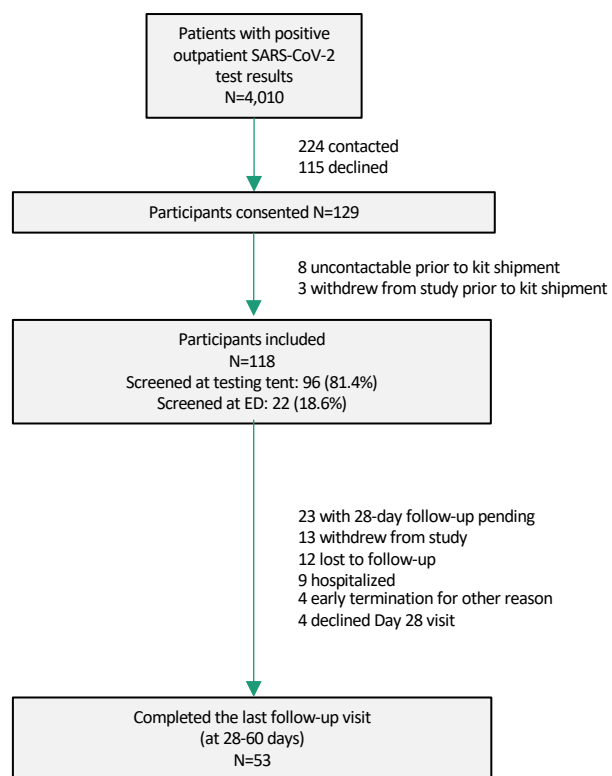 Patients with positive
outpatient SARS-CoV-2
test results
N=4,010
224 contacted
115 declined
Participants consented N=129
8 uncontactable prior to kit shipment
3 withdrew from study prior to kit shipment
Participants included
N=118
Screened at testing tent: 96 (81.4%)
Screened at ED: 22 (18.6%)
23 with 28-day follow-up pending
13 withdrew from study
12 lost to follow-up
9 hospitalized
4 early termination for other reason
4 declined Day 28 visit
Completed the last follow-up visit
(at 28-60 days)
N=53